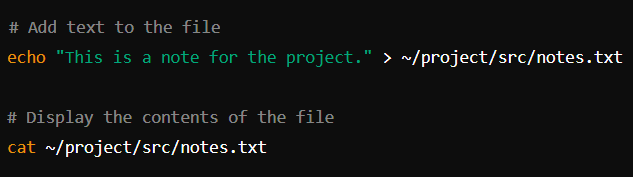 # Add text to the file
echo "This is a note for the project." > ~/project/src/notes.txt
# Display the contents of the file
cat ~/project/src/notes.txt